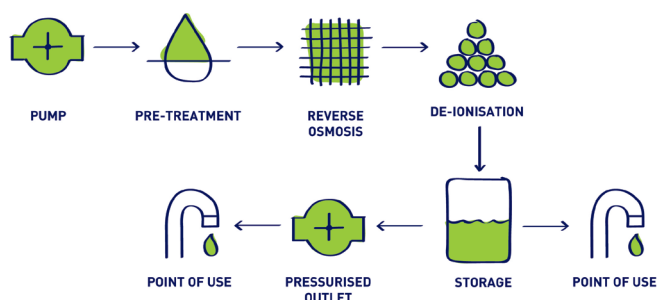 PUMP
PRE-TREATMENT
REVERSE
OSMOSIS
DE-IONISATION
POINT OF USE
PRESSURISED
OUTLET
STORAGE
POINT OF USE